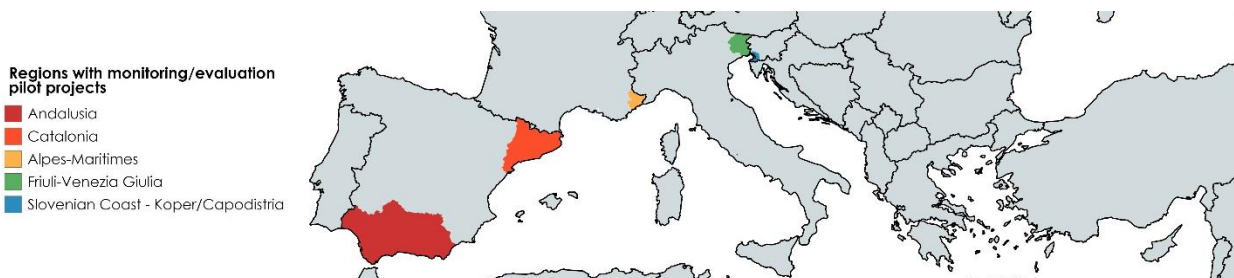 Regions with monitoring/evaluation
pilot projects
Andalusia
Catalonia
Alpes-Maritimes
Friuli-Venezia Giulia
Slovenian Coast - Koper/Capodistria